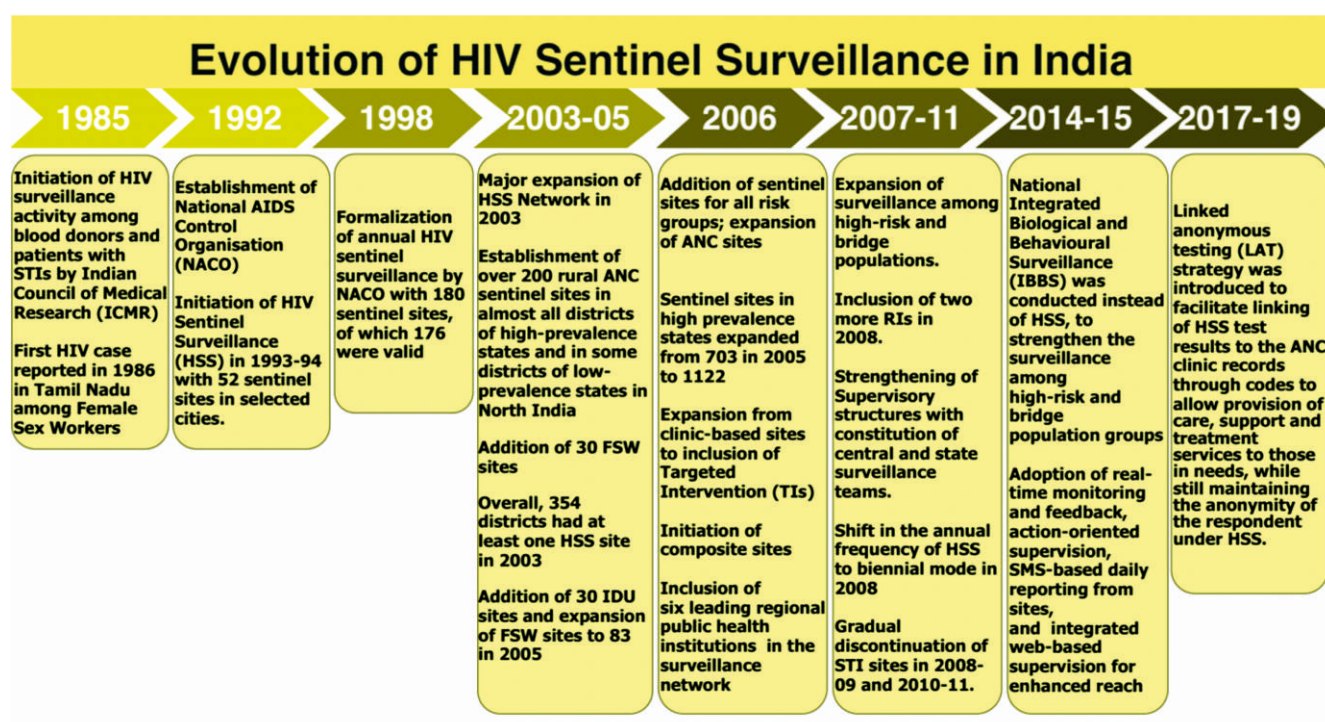 Evolution of HIV Sentinel Surveillance in India
1985
1992
1998
2003-05
2006
2007-11
2014-15
2017-19
Initiation of HIV
surveillance
activity among
blood donors and
patients with
STIs by Indian
Council of Medical
Research (ICMR)
First HIV case
reported in 1986
in Tamil Nadu
among Female
Sex Workers
Establishment of
National AIDS
Control
Organisation
(NACO)
Initiation of HIV
Sentinel
Surveillance
(HSS) in 1993-94
with 52 sentinel
sites in selected
cities.
Formalization
of annual HIV
sentinel
surveillance by
NACO with 180
sentinel sites,
of which 176
were valid
Major expansion of
HSS Network in
2003
Establishment of
over 200 rural ANC
sentinel sites in
almost all districts
of high-prevalence
states and in some
districts of low-
prevalence states in
North India
Addition of 30 FSW
sites
Overall, 354
districts had at
least one HSS site
in 2003
Addition of 30 IDU
sites and expansion
of FSW sites to 83
in 2005
Addition of sentinel
sites for all risk
groups; expansion
of ANC sites
Sentinel sites in
high prevalence
states expanded
from 703 in 2005
to 1122
Expansion from
clinic-based sites
to inclusion of
Targeted
Intervention (TIs)
Initiation of
composite sites
Inclusion of
six leading regional
public health
institutions in the
surveillance
network
Expansion of
surveillance among
high-risk and
bridge
populations.
Inclusion of two
more RIs in
2008.
Strengthening of
Supervisory
structures with
constitution of
central and state
surveillance
teams.
Shift in the annual
frequency of HSS
to biennial mode in
2008
Gradual
discontinuation of
STI sites in 2008-
09 and 2010-11.
National
Integrated
Biological and
Behavioural
Surveillance
(IBBS) was
conducted instead
of HSS, to
strengthen the
surveillance
among
high-risk and
bridge
population groups
Adoption of real-
time monitoring
and feedback,
action-oriented
supervision,
SMS-based daily
reporting from
sites,
and integrated
web-based
supervision for
enhanced reach
Linked
anonymous
testing (LAT)
strategy was
introduced to
facilitate linking
of HSS test
results to the ANC
clinic records
through codes to
allow provision of
care, support and
treatment
services to those
in needs, while
still maintaining
the anonymity of
the respondent
under HSS.